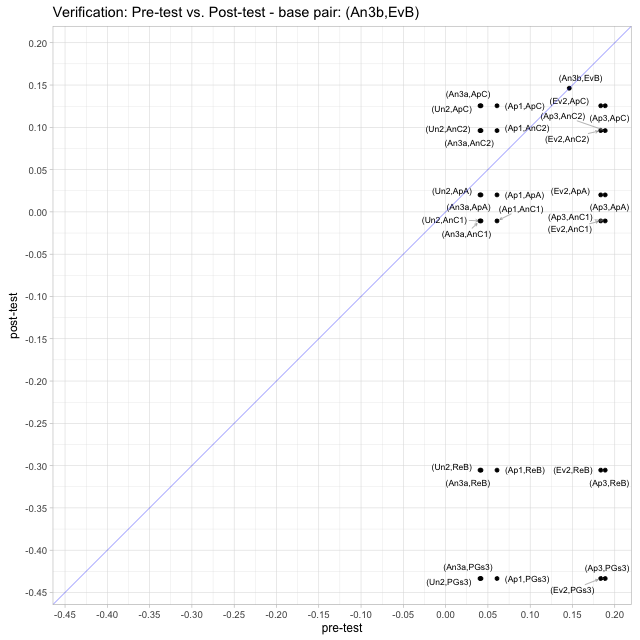 Verification: Pre-test vs. Post-test - base pair: (An3b,EvB)
0.20
0.15
0.10
0.05
0.00
-0.05
-0.10
-0.15
-0.20
-0.25
-0.30
-0.35
-0.40
-0.45
post-test
(An3b,EvB)
(An3a,ApC)
(Un2,ApC)
(Ap1,ApC)
(Ev2,ApC)
(Ap3,AnC2)
(Ap3,ApC)
(Un2,AnC2)
(Ap1,AnC2)
(An3a,AnC2)
(Ev2,AnC2)
(Un2,ApA)
(Ap1,ApA)
(Ev2,ApA)
(An3a,ApA)
(Ap1,AnC1)
(Ap3,ApA)
(Un2,AnC1)
(Ap3,AnC1)
(An3a,AnC1)
(Ev2,AnC1)
(Un2,ReB)
(Ap1,ReB)
(Ev2,ReB)
(An3a,ReB)
(Ap3,ReB)
(An3a,PGs3)
(Ap3,PGs3)
(Un2,PGs3)
(Ap1,PGs3)
(Ev2,PGs3)
-0.45
-0.40
-0.35
-0.30
-0.25
-0.20
-0.15
-0.10
-0.05
0.00
0.05
0.10
0.15
0.20
pre-test